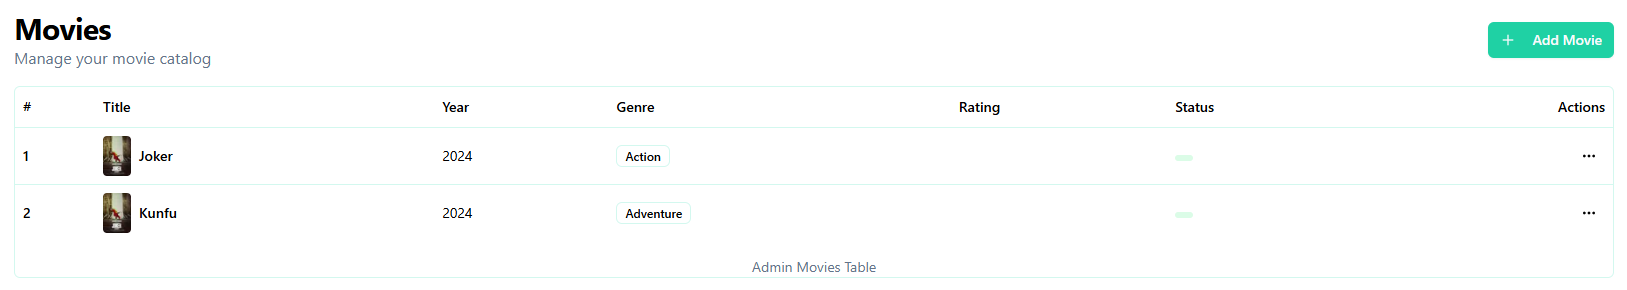 Movies
Manage your movie catalog
+ Add Movie
# Title Year Genre Rating Status Actions
1 Joker 2024 Action ...
2 Kunfu 2024 Adventure ...
Admin Movies Table